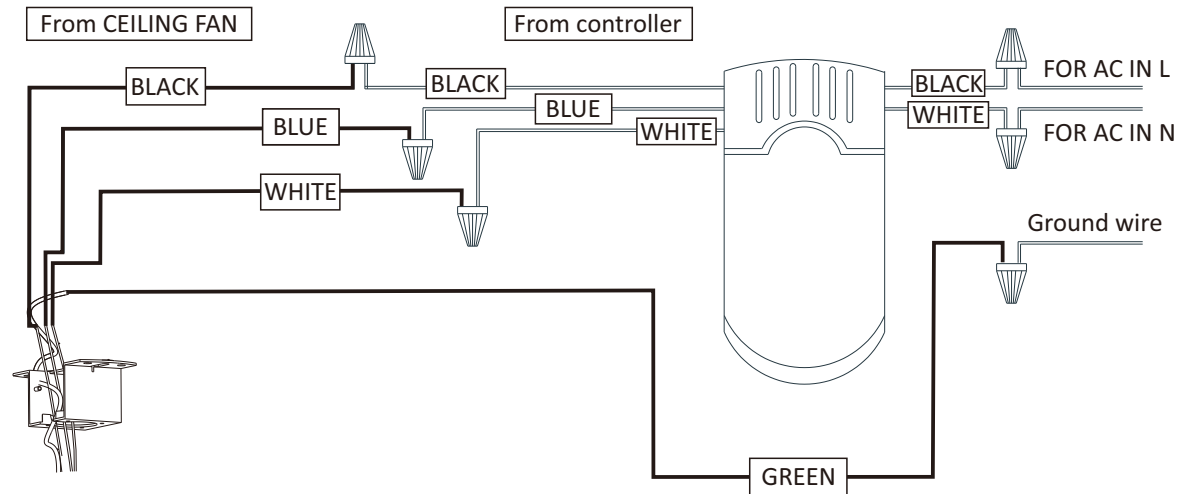 From CEILING FAN
From controller
BLACK
BLACK
BLACK
FOR AC IN L
BLUE
BLUE
WHITE
WHITE
FOR AC IN N
WHITE
Ground wire
GREEN